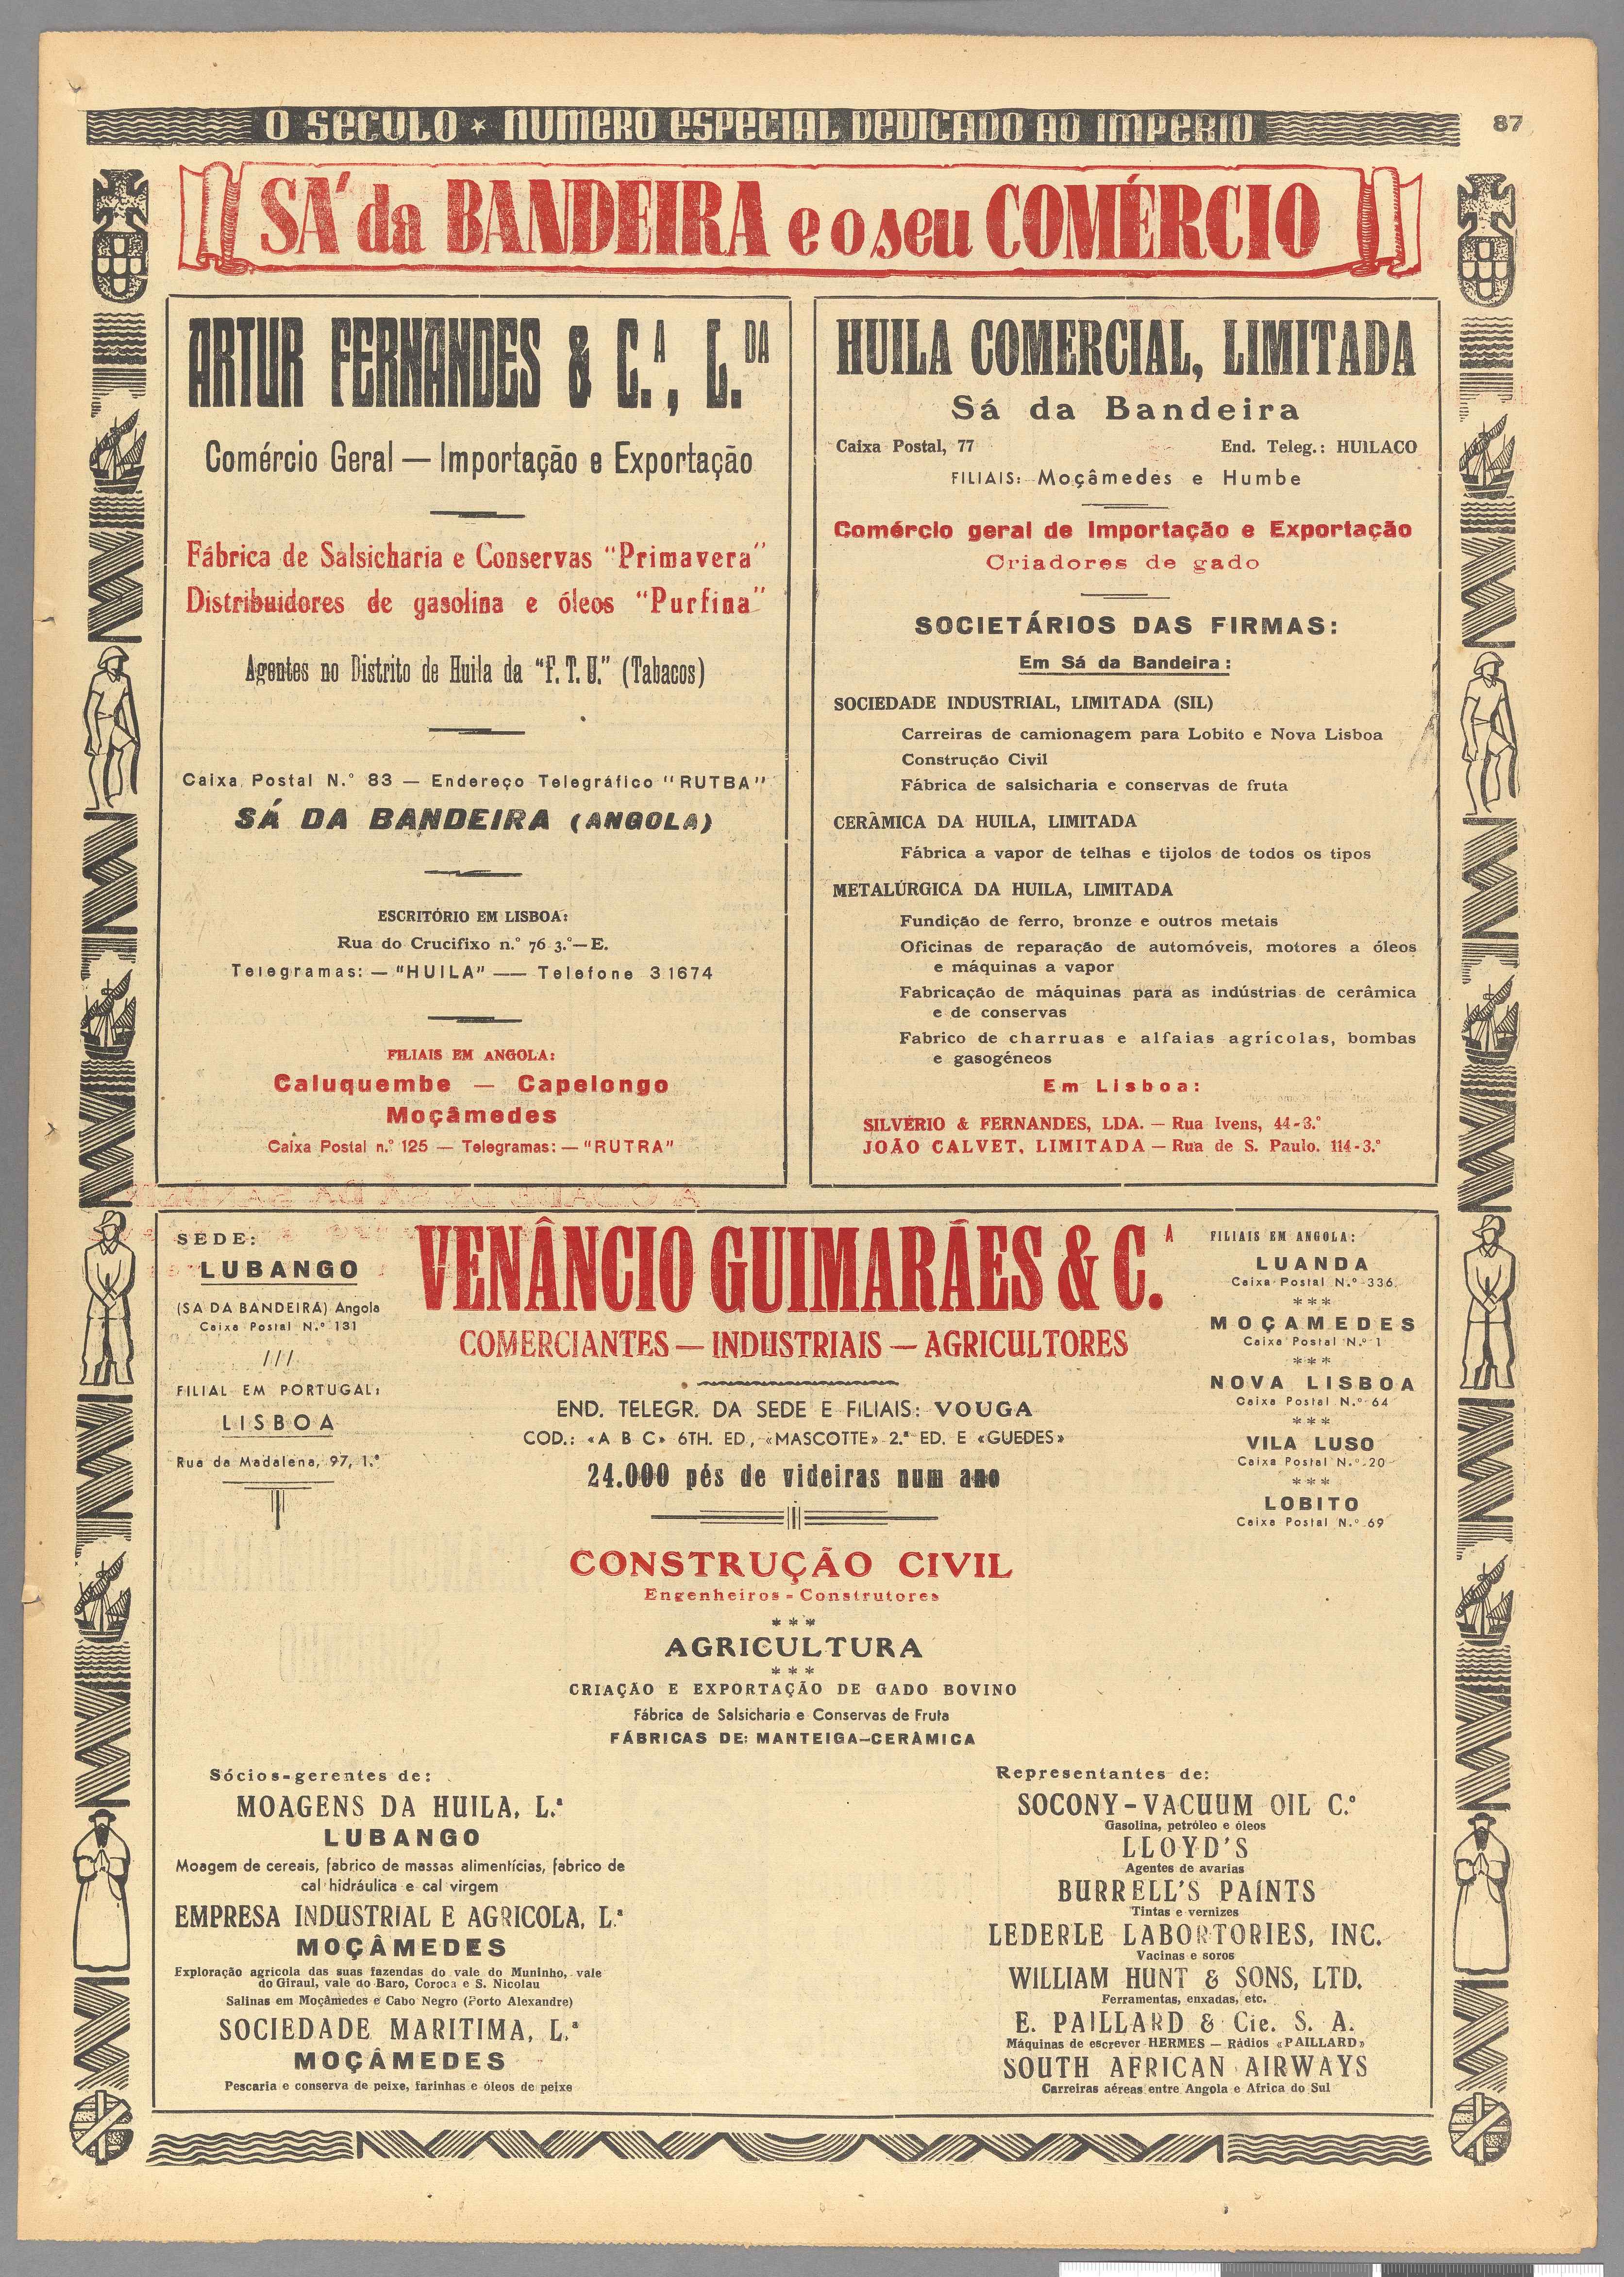 O SECULO ★ NUMERO ESPECIAL DEDICADO AO IMPERIO
87
SÁ da BANDEIRA e o seu COMÉRCIO
ARTUR FERNANDES & C.A, L.DA
Comércio Geral — Importação e Exportação
Fábrica de Salsicharia e Conservas "Primavera"
Distribuidores de gasolina e óleos "Purfina"
Agentes no Distrito de Huila da "F. T. U." (Tabacos)
Caixa Postal N.º 83 — Endereço Telegráfico "RUTBA"
SÁ DA BANDEIRA (ANGOLA)
ESCRITÓRIO EM LISBOA:
Rua do Crucifixo n.º 76 3.º—E.
Telegramas: — "HUILA" — Telefone 31674
FILIAIS EM ANGOLA:
Caluquembe — Capelongo
Moçâmedes
Caixa Postal n.º 125 — Telegramas: — "RUTRA"
HUILA COMERCIAL, LIMITADA
Sá da Bandeira
Caixa Postal, 77 End. Teleg.: HUILACO
FILIAIS: Moçâmedes e Humbe
Comércio geral de Importação e Exportação
Criadores de gado
SOCIETÁRIOS DAS FIRMAS:
Em Sá da Bandeira:
SOCIEDADE INDUSTRIAL, LIMITADA (SIL)
Carreiras de camionagem para Lobito e Nova Lisboa
Construção Civil
Fábrica de salsicharia e conservas de fruta
CERÂMICA DA HUILA, LIMITADA
Fábrica a vapor de telhas e tijolos de todos os tipos
METALÚRGICA DA HUILA, LIMITADA
Fundição de ferro, bronze e outros metais
Oficinas de reparação de automóveis, motores a óleos
e máquinas a vapor
Fabricação de máquinas para as indústrias de cerâmica
e de conservas
Fabrico de charruas e alfaias agrícolas, bombas
e gasogéneos
Em Lisboa:
SILVÉRIO & FERNANDES, LDA. — Rua Ivens, 44-3.º
JOÃO CALVET, LIMITADA — Rua de S. Paulo, 114-3.º
SEDE:
LUBANGO
(SA DA BANDEIRA) Angola
Caixa Postal N.º 131
///
FILIAL EM PORTUGAL:
LISBOA
Rua da Madalena, 97, 1.º
VENÂNCIO GUIMARÃES & C.A
COMERCIANTES — INDUSTRIAIS — AGRICULTORES
END. TELEGR. DA SEDE E FILIAIS: VOUGA
COD.: «A B C» 6TH. ED., «MASCOTTE» 2.ª ED. E «GUEDES»
24.000 pés de videiras num ano
FILIAIS EM ANGOLA:
LUANDA
Caixa Postal N.º 336
***
MOÇAMEDES
Caixa Postal N.º 1
***
NOVA LISBOA
Caixa Postal N.º 64
***
VILA LUSO
Caixa Postal N.º 20
***
LOBITO
Caixa Postal N.º 69
CONSTRUÇÃO CIVIL
Engenheiros - Construtores
***
AGRICULTURA
***
CRIAÇÃO E EXPORTAÇÃO DE GADO BOVINO
Fábrica de Salsicharia e Conservas de Fruta
FÁBRICAS DE: MANTEIGA—CERÂMICA
Sócios-gerentes de:
MOAGENS DA HUILA, L.ª
LUBANGO
Moagem de cereais, fabrico de massas alimentícias, fabrico de
cal hidráulica e cal virgem
EMPRESA INDUSTRIAL E AGRICOLA, L.ª
MOÇÂMEDES
Exploração agrícola das suas fazendas do vale do Muninho, vale
do Giraul, vale do Baro, Coroca e S. Nicolau
Salinas em Moçâmedes e Cabo Negro (Porto Alexandre)
SOCIEDADE MARITIMA, L.ª
MOÇÂMEDES
Pescaria e conserva de peixe, farinhas e óleos de peixe
Representantes de:
SOCONY-VACUUM OIL C.º
Gasolina, petróleo e óleos
LLOYD'S
Agentes de avarias
BURRELL'S PAINTS
Tintas e vernizes
LEDERLE LABORTORIES, INC.
Vacinas e soros
WILLIAM HUNT & SONS, LTD.
Ferramentas, enxadas, etc.
E. PAILLARD & Cie. S. A.
Máquinas de escrever HERMES — Rádios «PAILLARD»
SOUTH AFRICAN AIRWAYS
Carreiras aéreas entre Angola e Africa do Sul